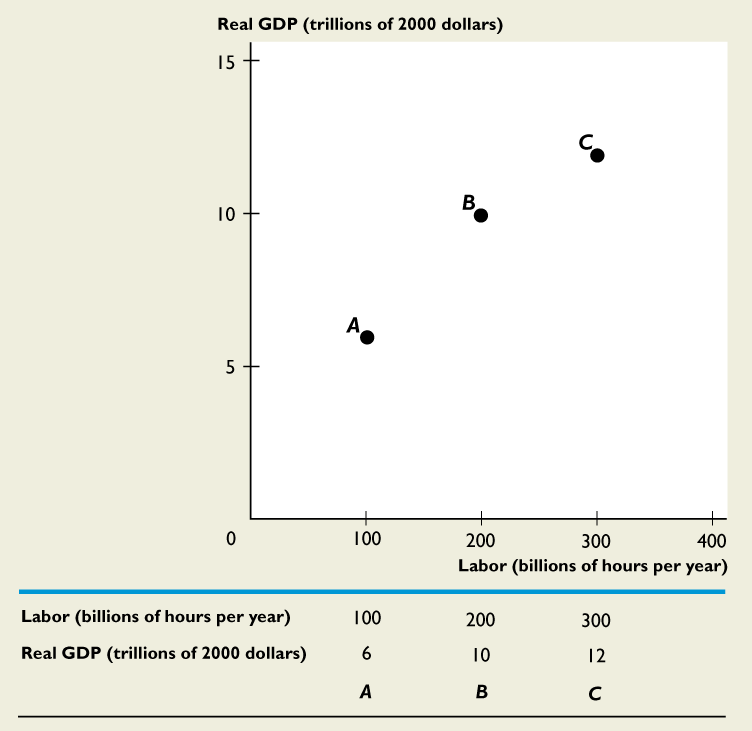 Real GDP (trillions of 2000 dollars)
15
C
B
10
A
5
0 100 200 300 400
Labor (billions of hours per year)
Labor (billions of hours per year) 100 200 300
Real GDP (trillions of 2000 dollars) 6 10 12
A B C